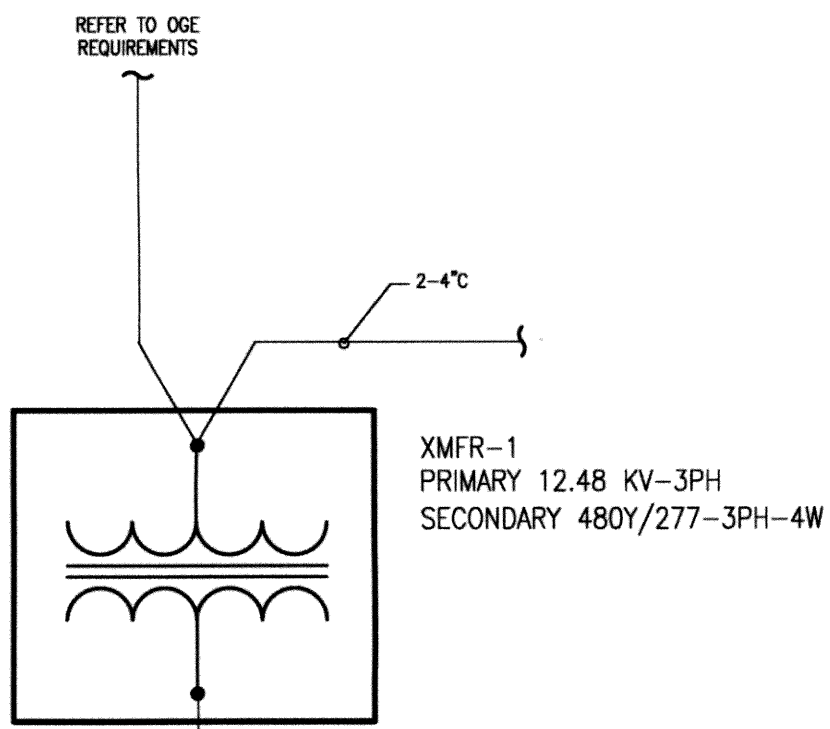 REFER TO OGE
REQUIREMENTS
2-4"C
XMFR-1
PRIMARY 12.48 KV-3PH
SECONDARY 480Y/277-3PH-4W